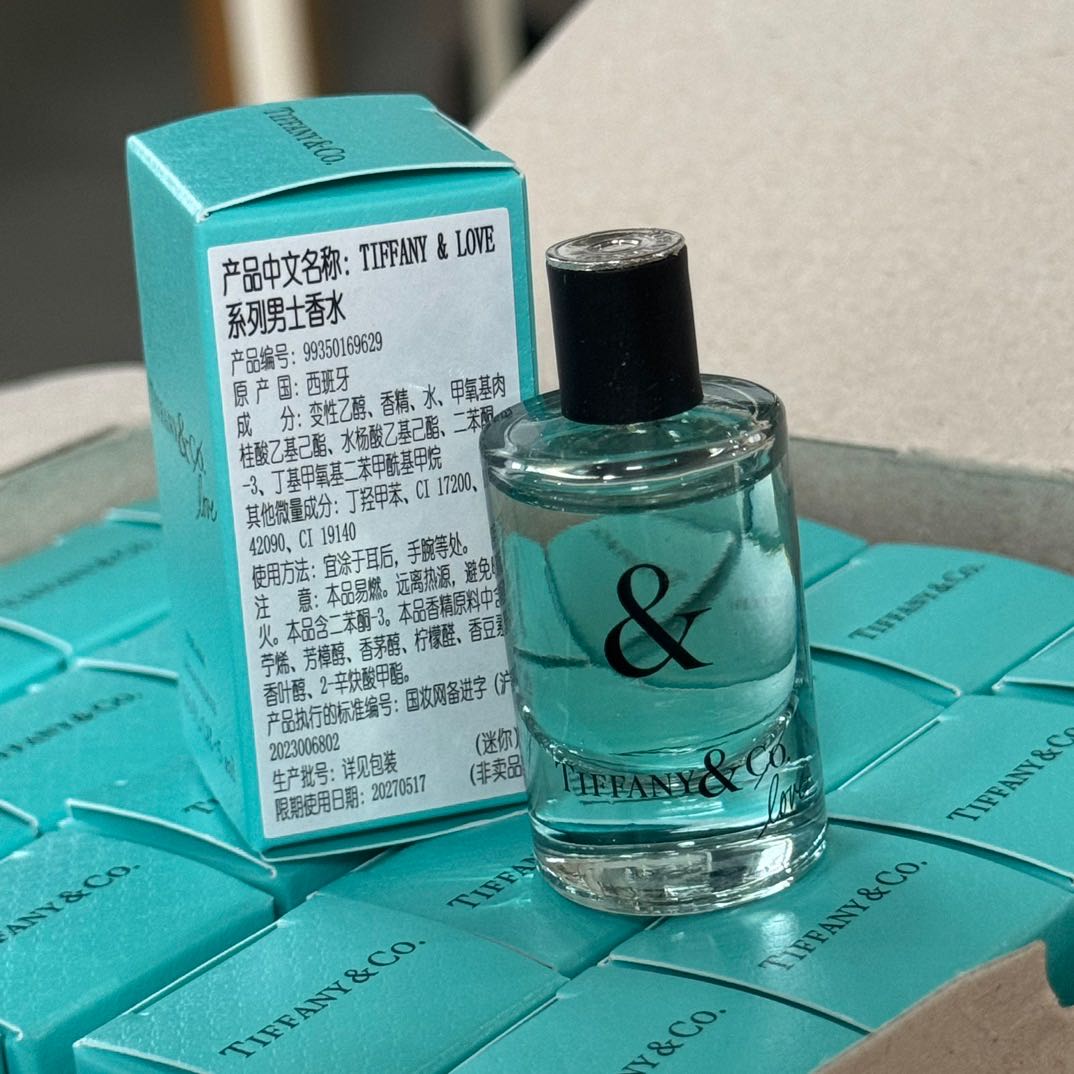 TIFFANY & CO.
产品中文名称: TIFFANY & LOVE
系列男士香水
产品编号: 99350169629
原 产 国: 西班牙
成 分: 变性乙醇、香精、水、甲氧基肉
桂酸乙基己酯、水杨酸乙基己酯、二苯酮
-3、丁基甲氧基二苯甲酰基甲烷
其他微量成分: 丁羟甲苯、CI 17200、
42090、CI 19140
使用方法: 宜涂于耳后, 手腕等处。
注 意: 本品易燃。远离热源, 避免
火。本品含二苯酮-3。本品香精原料中含
苧烯、芳樟醇、香茅醇、柠檬醛、香豆素
香叶醇、2-辛炔酸甲酯。
产品执行的标准编号: 国妆网备进字 (沪
2023006802
(迷你)
生产批号: 详见包装
(非卖品
限期使用日期: 20270517
& Co.
love
&
TIFFANY & CO.
love
TIFFANY & CO.
TIFFANY & CO.
TIFFANY & CO.
TIFFANY & CO.
TIFFANY & CO.